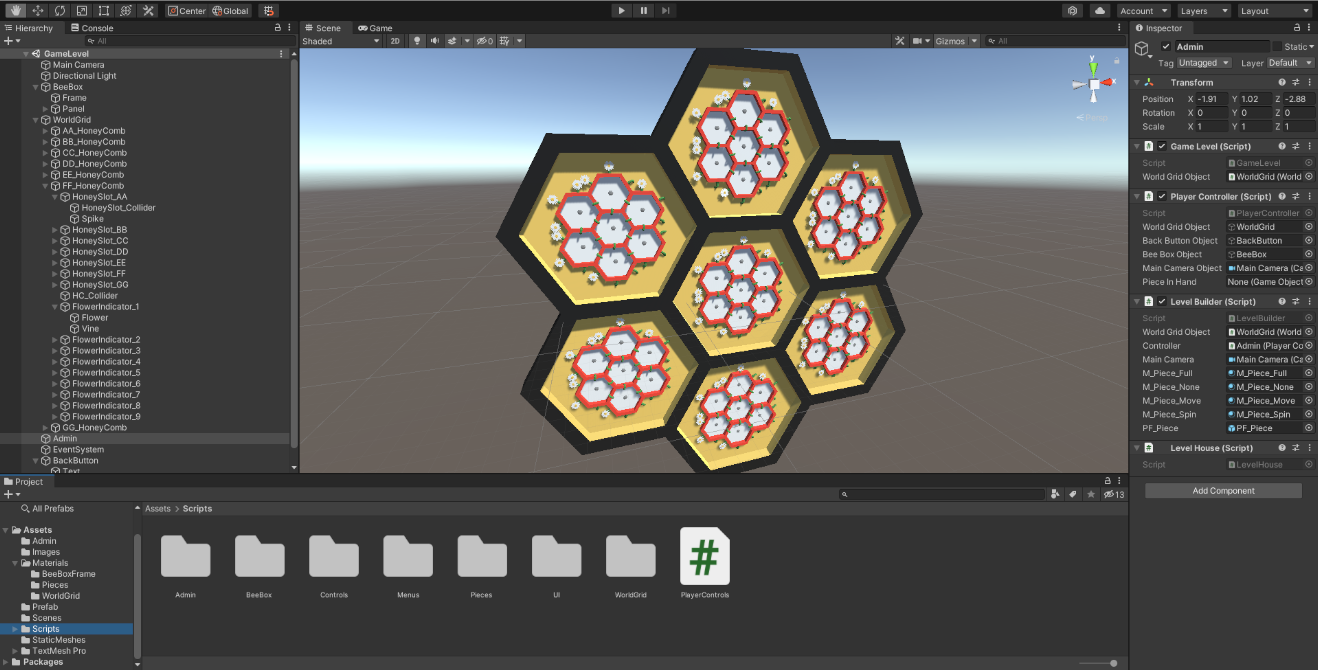 Center Global
Account Layers Layout
Hierarchy Console
All
GameLevel
Main Camera
Directional Light
BeeBox
Frame
Panel
WorldGrid
AA_HoneyComb
BB_HoneyComb
CC_HoneyComb
DD_HoneyComb
EE_HoneyComb
FF_HoneyComb
HoneySlot_AA
HoneySlot_Collider
Spike
HoneySlot_BB
HoneySlot_CC
HoneySlot_DD
HoneySlot_EE
HoneySlot_FF
HoneySlot_GG
HC_Collider
FlowerIndicator_1
Flower
Vine
FlowerIndicator_2
FlowerIndicator_3
FlowerIndicator_4
FlowerIndicator_5
FlowerIndicator_6
FlowerIndicator_7
FlowerIndicator_8
FlowerIndicator_9
GG_HoneyComb
Admin
EventSystem
BackButton
Text
Scene Game
Shaded 2D 0 Gizmos All
y
x
Persp
Inspector
Admin Static
Tag Untagged Layer Default
Transform
Position X -1.91 Y 1.02 Z -2.88
Rotation X 0 Y 0 Z 0
Scale X 1 Y 1 Z 1
Game Level (Script)
Script GameLevel
World Grid Object WorldGrid (World
Player Controller (Script)
Script PlayerController
World Grid Object WorldGrid
Back Button Object BackButton
Bee Box Object BeeBox
Main Camera Object Main Camera (Ca
Piece In Hand None (Game Object
Level Builder (Script)
Script LevelBuilder
World Grid Object WorldGrid (World
Controller Admin (Player Co
Main Camera Main Camera (Ca
M_Piece_Full M_Piece_Full
M_Piece_None M_Piece_None
M_Piece_Move M_Piece_Move
M_Piece_Spin M_Piece_Spin
PF_Piece PF_Piece
Level House (Script)
Script LevelHouse
Add Component
Project
13
All Prefabs
Assets
Admin
Images
Materials
BeeBoxFrame
Pieces
WorldGrid
Prefab
Scenes
Scripts
StaticMeshes
TextMesh Pro
Packages
Assets > Scripts
Admin BeeBox Controls Menus Pieces UI WorldGrid PlayerControls